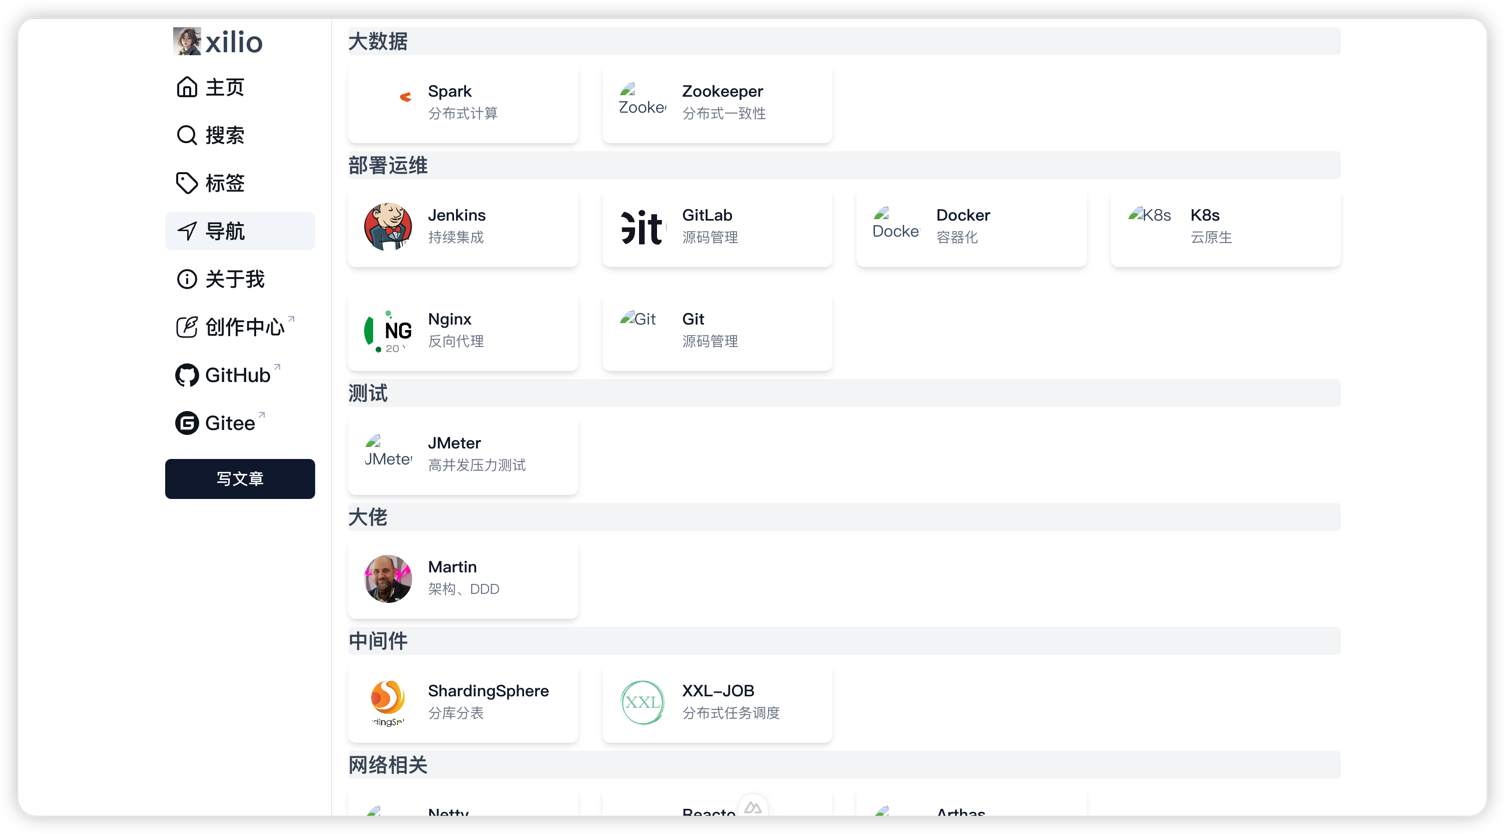 xilio
主页
搜索
标签
导航
关于我
创作中心
GitHub
Gitee
写文章
大数据
Spark
分布式计算
Zooke
Zookeeper
分布式一致性
部署运维
Jenkins
持续集成
GitLab
源码管理
Docke
Docker
容器化
K8s
K8s
云原生
NG
20
Nginx
反向代理
Git
Git
源码管理
测试
JMeter
JMeter
高并发压力测试
大佬
Martin
架构、DDD
中间件
ShardingSphere
分库分表
XXL
XXL-JOB
分布式任务调度
网络相关
Netty
Reacto
Arthas